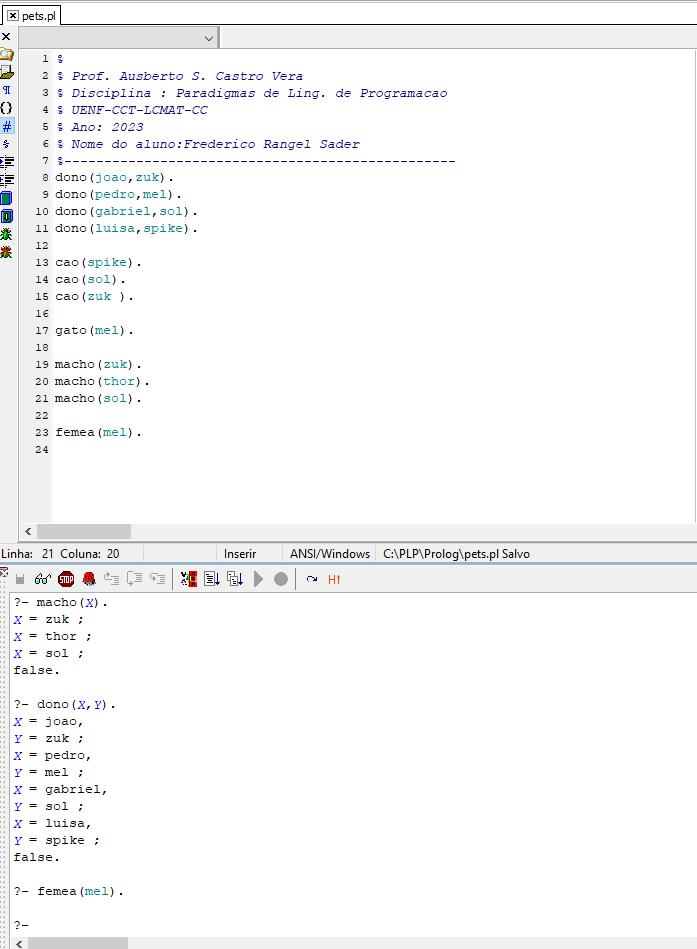 pets.pl
1 %
2 % Prof. Ausberto S. Castro Vera
3 % Disciplina : Paradigmas de Ling. de Programacao
4 % UENF-CCT-LCMAT-CC
5 % Ano: 2023
6 % Nome do aluno:Frederico Rangel Sader
7 %--------------------------------------------------
8 dono(joao,zuk).
9 dono(pedro,mel).
10 dono(gabriel,sol).
11 dono(luisa,spike).
12
13 cao(spike).
14 cao(sol).
15 cao(zuk ).
16
17 gato(mel).
18
19 macho(zuk).
20 macho(thor).
21 macho(sol).
22
23 femea(mel).
24
Linha: 21 Coluna: 20 Inserir ANSI/Windows C:\PLP\Prolog\pets.pl Salvo
STOP H!
?- macho(X).
X = zuk ;
X = thor ;
X = sol ;
false.
?- dono(X,Y).
X = joao,
Y = zuk ;
X = pedro,
Y = mel ;
X = gabriel,
Y = sol ;
X = luisa,
Y = spike ;
false.
?- femea(mel).
?-